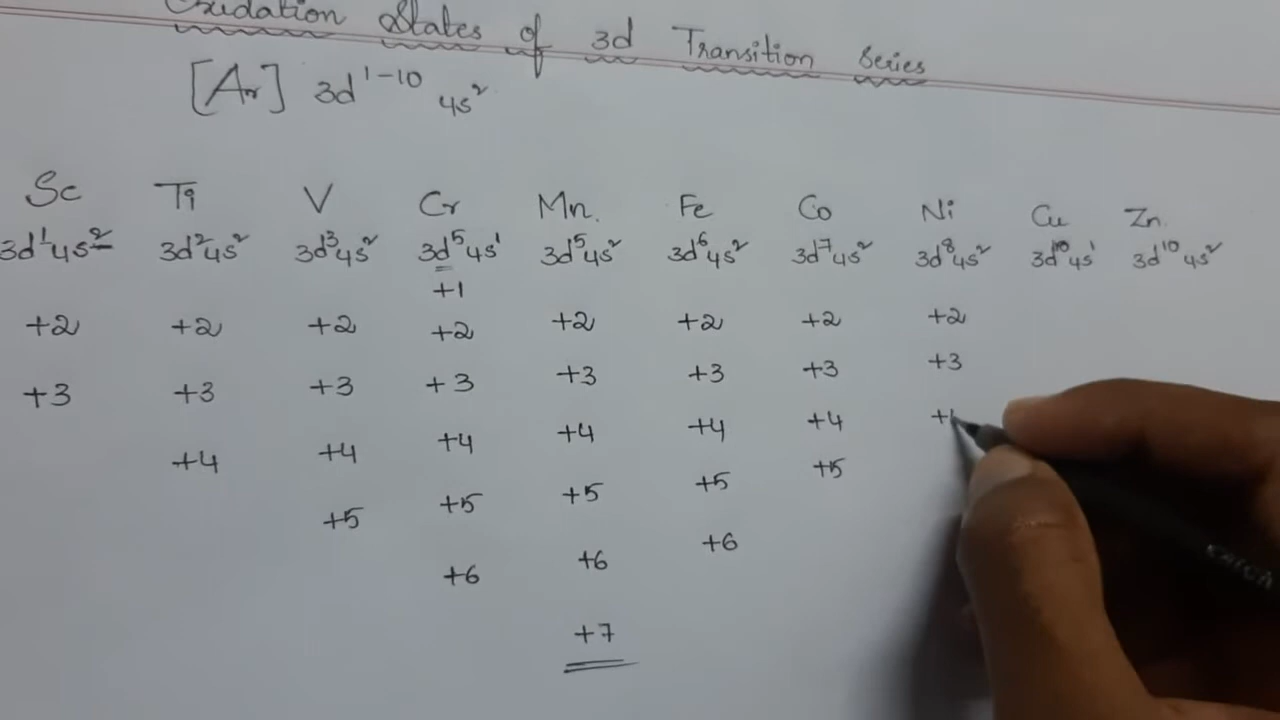 Oxidation States of 3d Transition Series
[Ar] 3d¹⁻¹⁰ 4s²
Sc Ti V Cr Mn. Fe Co Ni Cu Zn.
3d¹4s² 3d²4s² 3d³4s² 3d⁵4s¹ 3d⁵4s² 3d⁶4s² 3d⁷4s² 3d⁸4s² 3d¹⁰4s¹ 3d¹⁰4s²
+1
+2 +2 +2 +2 +2 +2 +2 +2
+3 +3 +3 +3 +3 +3 +3 +3
+4 +4 +4 +4 +4 +4
+5 +5 +5 +5 +5
+6 +6 +6
+7